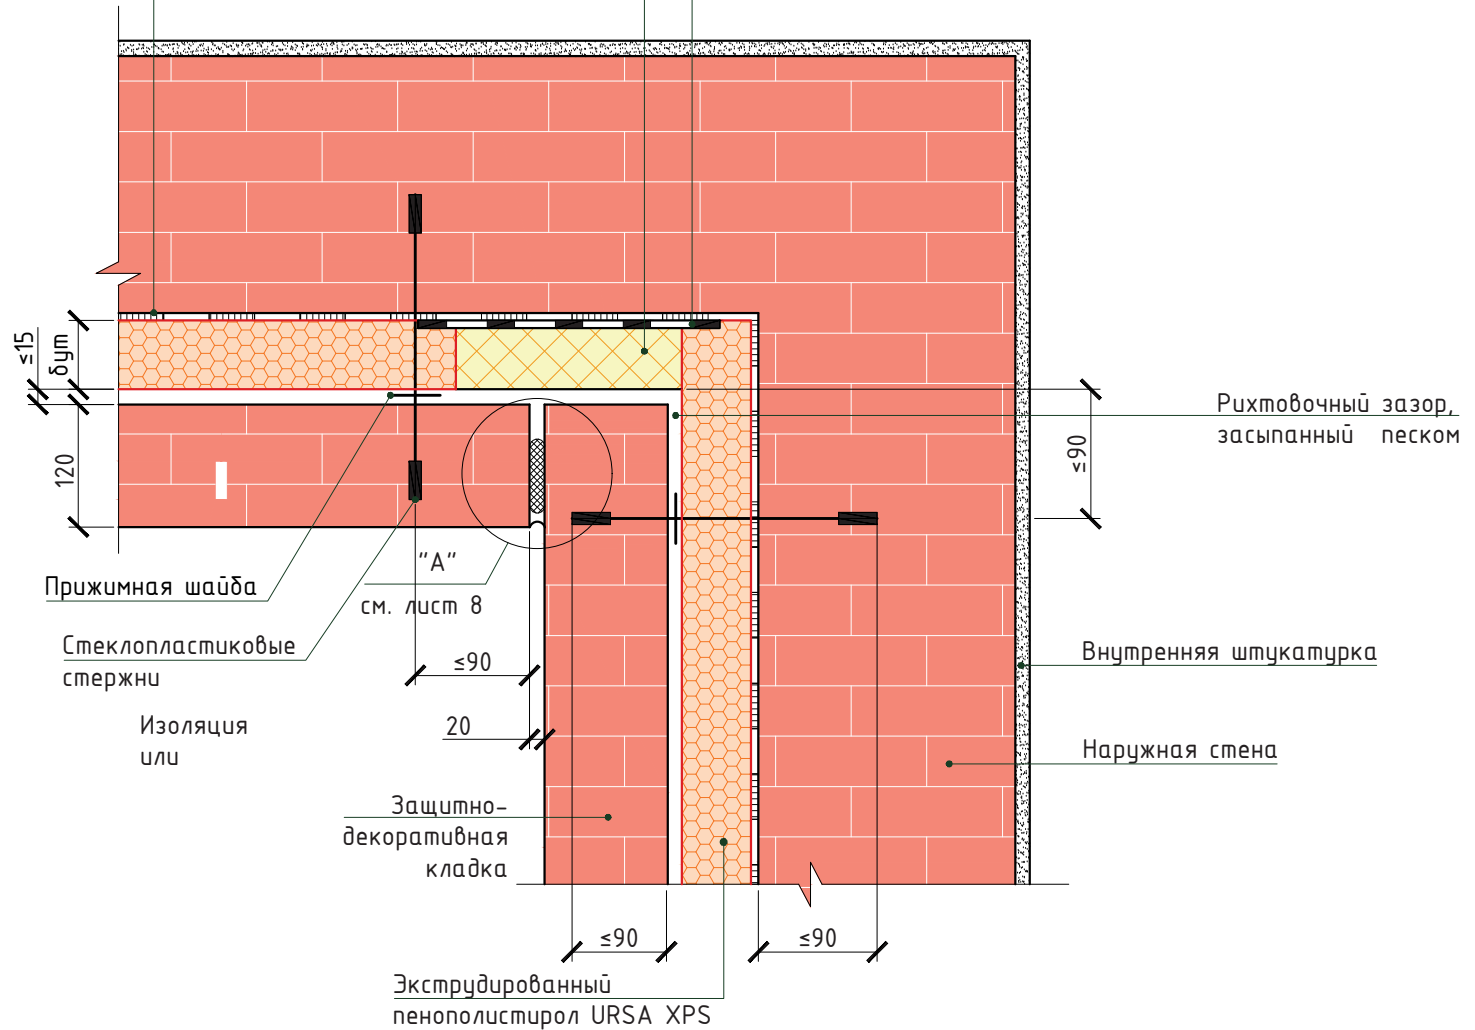 ≤15
δут
120
Рихтовочный зазор,
засыпанный песком
≤90
"А"
см. лист 8
Прижимная шайба
Стеклопластиковые
стержни
≤90
Внутренняя штукатурка
Изоляция
или
20
Наружная стена
Защитно-
декоративная
кладка
≤90
≤90
Экструдированный
пенополистирол URSA XPS